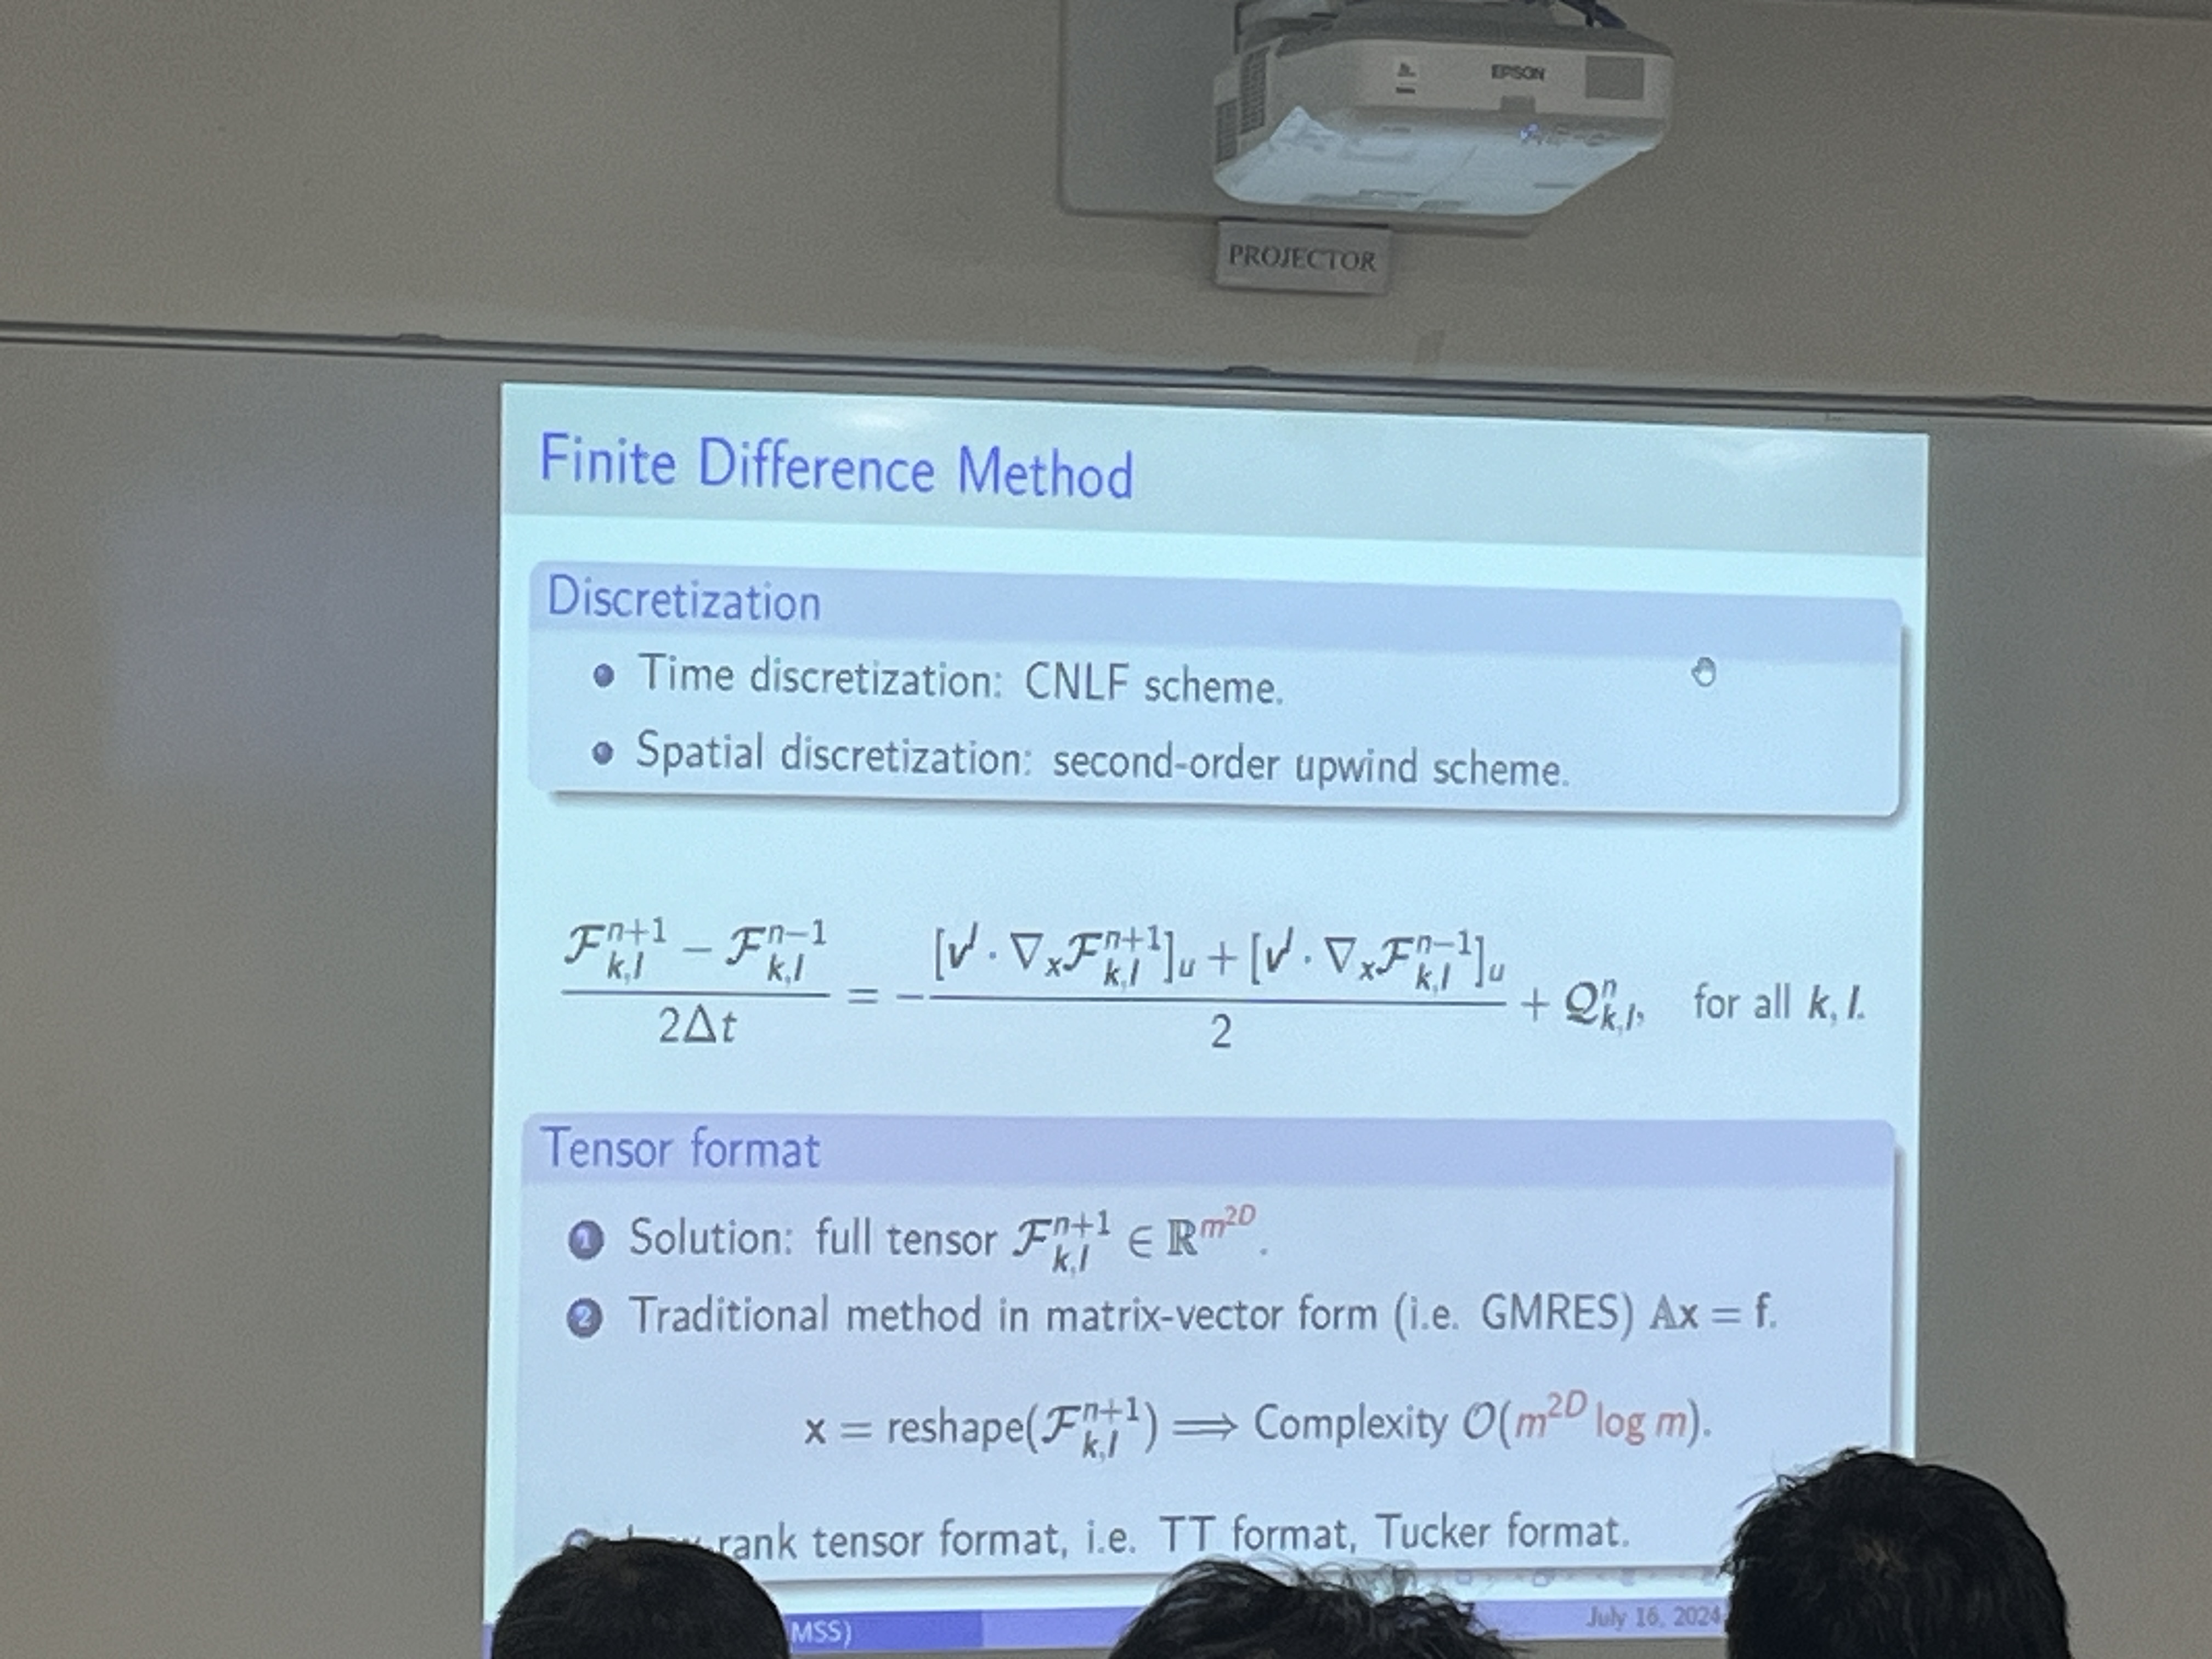 EPSON
PROJECTOR
Finite Difference Method
Discretization
Time discretization: CNLF scheme.
Spatial discretization: second-order upwind scheme.
$\frac{\mathcal{F}_{k,l}^{n+1} - \mathcal{F}_{k,l}^{n-1}}{2\Delta t} = -\frac{[v^l \cdot \nabla_x \mathcal{F}_{k,l}^{n+1}]_u + [v^l \cdot \nabla_x \mathcal{F}_{k,l}^{n-1}]_u}{2} + \mathcal{Q}_{k,l}^n, \quad \text{for all } k, l.$
Tensor format
1 Solution: full tensor $\mathcal{F}_{k,l}^{n+1} \in \mathbb{R}^{m^{2D}}$.
2 Traditional method in matrix-vector form (i.e. GMRES) $\mathbb{A}\mathbf{x} = \mathbf{f}$.
$\mathbf{x} = \text{reshape}(\mathcal{F}_{k,l}^{n+1}) \Longrightarrow \text{Complexity } \mathcal{O}(m^{2D} \log m).$
rank tensor format, i.e. TT format, Tucker format.
MSS) July 16, 2024